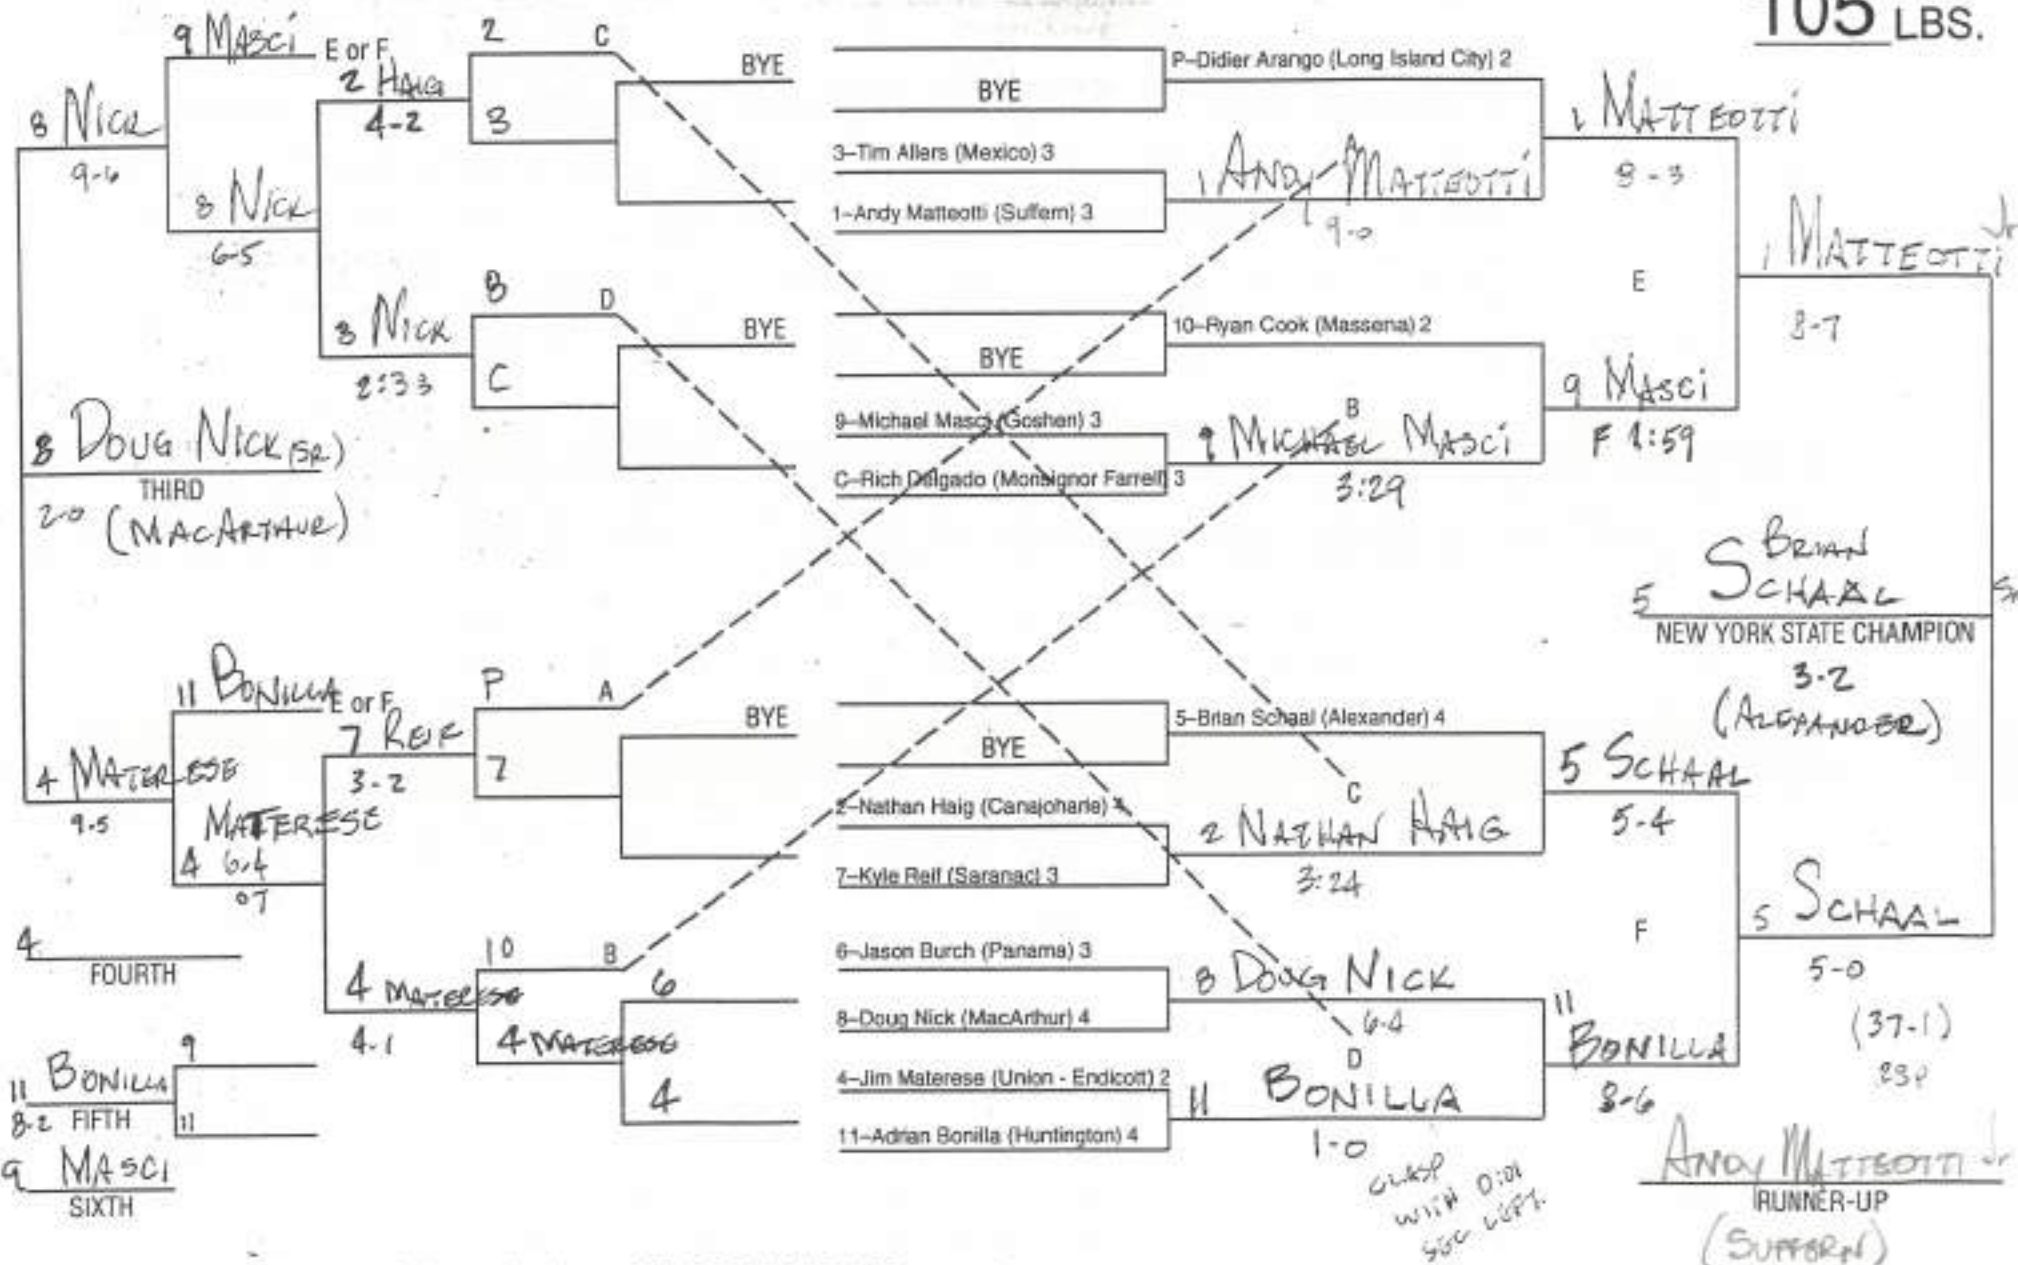 105 LBS.
9 MASCI
E or F
2 HAIG
4-2
2
C
3
BYE
8 NICK
9-6
8 NICK
6-5
8
D
C
BYE
8 NICK
2:33
8 DOUG NICK (SR)
THIRD
2-0 (MACARTHUR)
11 BONILLA
E or F
7 REIF
3-2
P
A
7
BYE
4 MATERESE
9-5
MATERESE
4 6-4
OT
4
FOURTH
4 MATERESE
4-1
10
B
4 MATERESE
6
4
9
11 BONILLA
8-2 FIFTH
11
9 MASCI
SIXTH
BYE
P-Didier Arango (Long Island City) 2
3-Tim Allers (Mexico) 3
1-Andy Matteotti (Suffern) 3
1 ANDY MATTEOTTI
9-0
BYE
10-Ryan Cook (Massena) 2
9-Michael Masci (Goshen) 3
C-Rich Delgado (Monsignor Farrell) 3
B
9 MICHAEL MASCI
3:29
BYE
5-Brian Schaal (Alexander) 4
2-Nathan Haig (Canajoharie) 4
7-Kyle Reif (Saranac) 3
C
2 NATHAN HAIG
3:24
6-Jason Burch (Panama) 3
8-Doug Nick (MacArthur) 4
8 DOUG NICK
6-4
4-Jim Materese (Union - Endicott) 2
11-Adrian Bonilla (Huntington) 4
D
11 BONILLA
1-0
CLASP
WITH 0:01
SEC LEFT.
1 MATTEOTTI
8-3
E
9 MASCI
F 1:59
1 MATTEOTTI Jr
8-7
BRIAN
5 SCHAAL
NEW YORK STATE CHAMPION
3-2
(ALEXANDER)
5 SCHAAL
5-4
F
11
BONILLA
8-6
5 SCHAAL
5-0
(37-1)
ANDY MATTEOTTI Jr
RUNNER-UP
(SUFFERN)